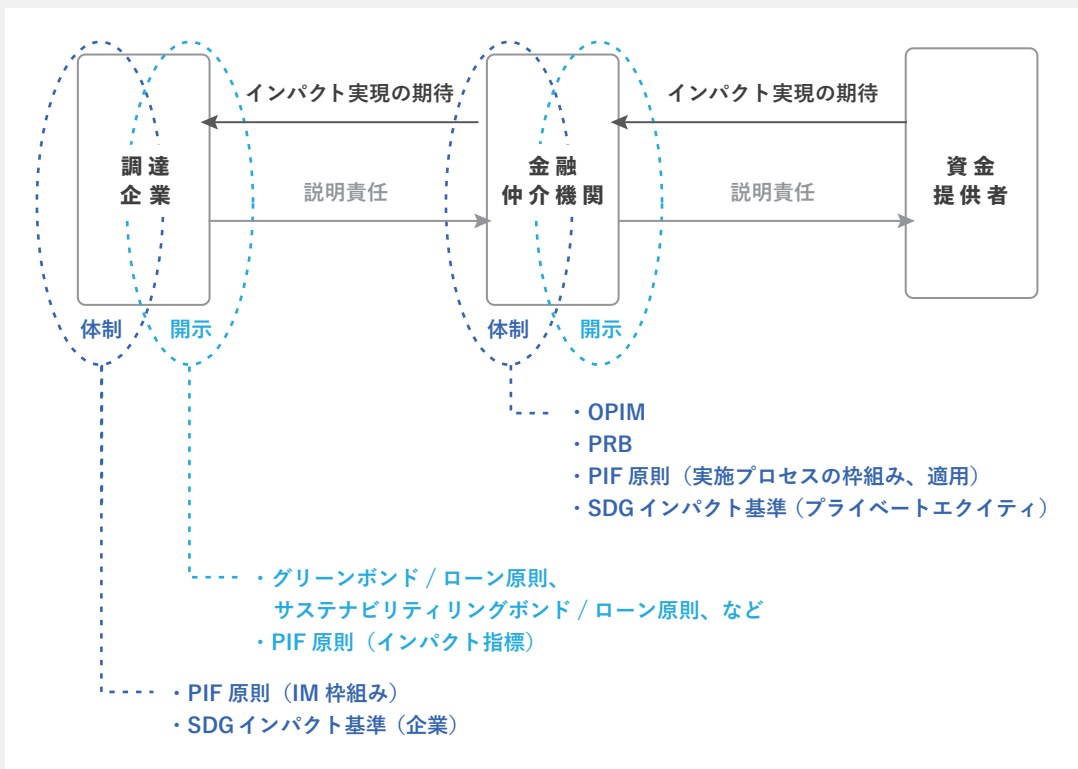 インパクト実現の期待
インパクト実現の期待
調達
企業
金融
仲介機関
資金
提供者
説明責任
説明責任
体制
開示
体制
開示
・OPIM
・PRB
・PIF 原則（実施プロセスの枠組み、適用）
・SDG インパクト基準（プライベートエクイティ）
・グリーンボンド / ローン原則、
サステナビリティリングボンド / ローン原則、など
・PIF 原則（インパクト指標）
・PIF 原則（IM 枠組み）
・SDG インパクト基準（企業）